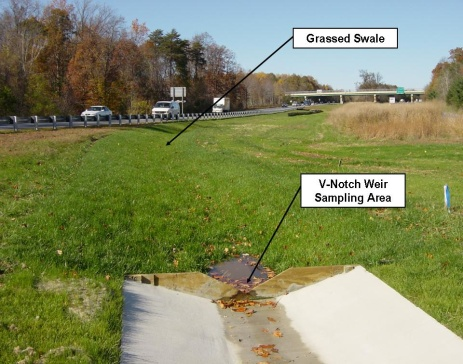 Grassed Swale
V-Notch Weir
Sampling Area